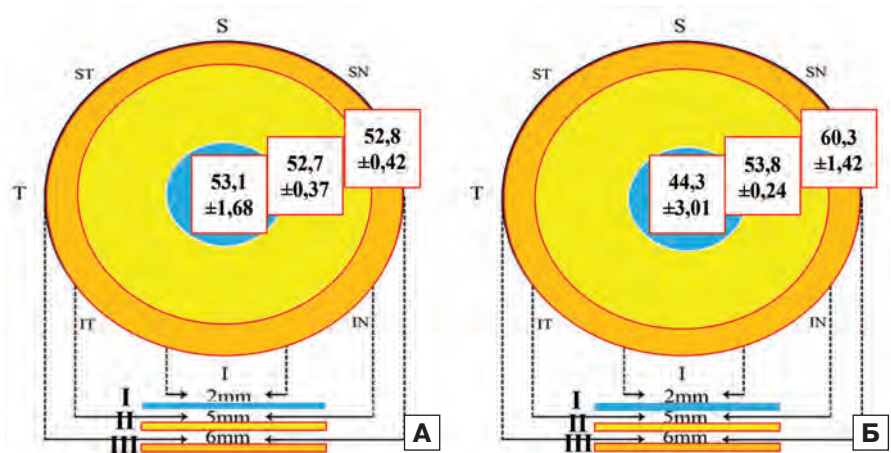 S
ST
SN
52,8
±0,42
52,7
±0,37
53,1
±1,68
T
IT
IN
I
I
2mm
II
5mm
III
6mm
А
S
ST
SN
60,3
±1,42
53,8
±0,24
44,3
±3,01
T
IT
IN
I
I
2mm
II
5mm
III
6mm
Б